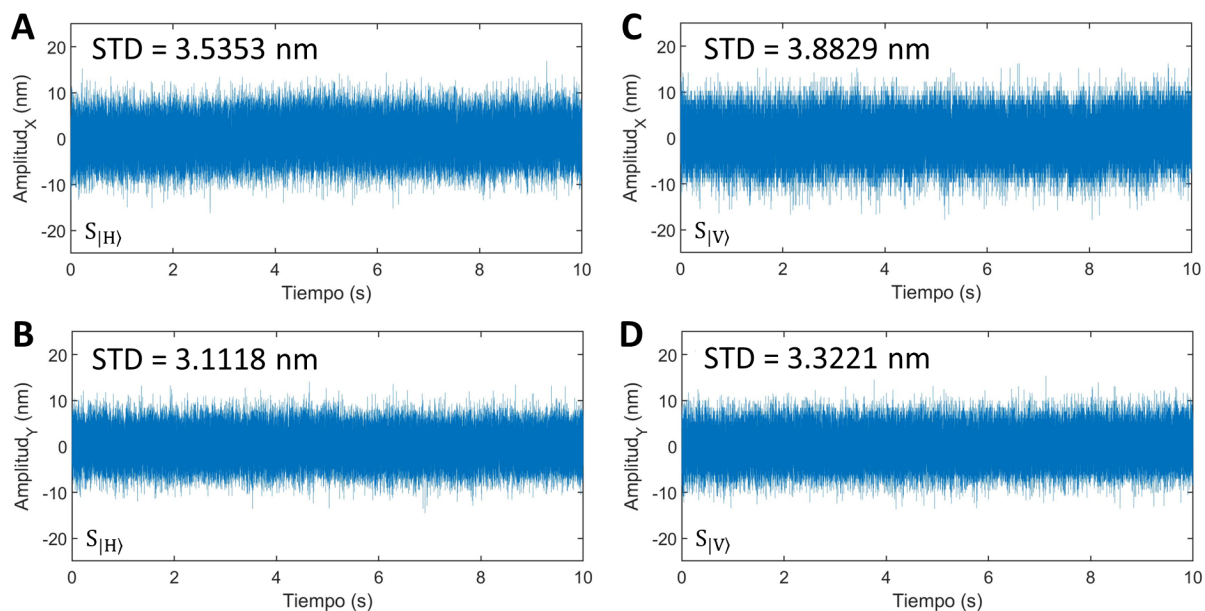 A
STD = 3.5353 nm
20
10
0
-10
-20
Amplitud_X (nm)
S_|H⟩
0 2 4 6 8 10
Tiempo (s)
C
STD = 3.8829 nm
20
10
0
-10
-20
Amplitud_X (nm)
S_|V⟩
0 2 4 6 8 10
Tiempo (s)
B
STD = 3.1118 nm
20
10
0
-10
-20
Amplitud_Y (nm)
S_|H⟩
0 2 4 6 8 10
Tiempo (s)
D
STD = 3.3221 nm
20
10
0
-10
-20
Amplitud_Y (nm)
S_|V⟩
0 2 4 6 8 10
Tiempo (s)